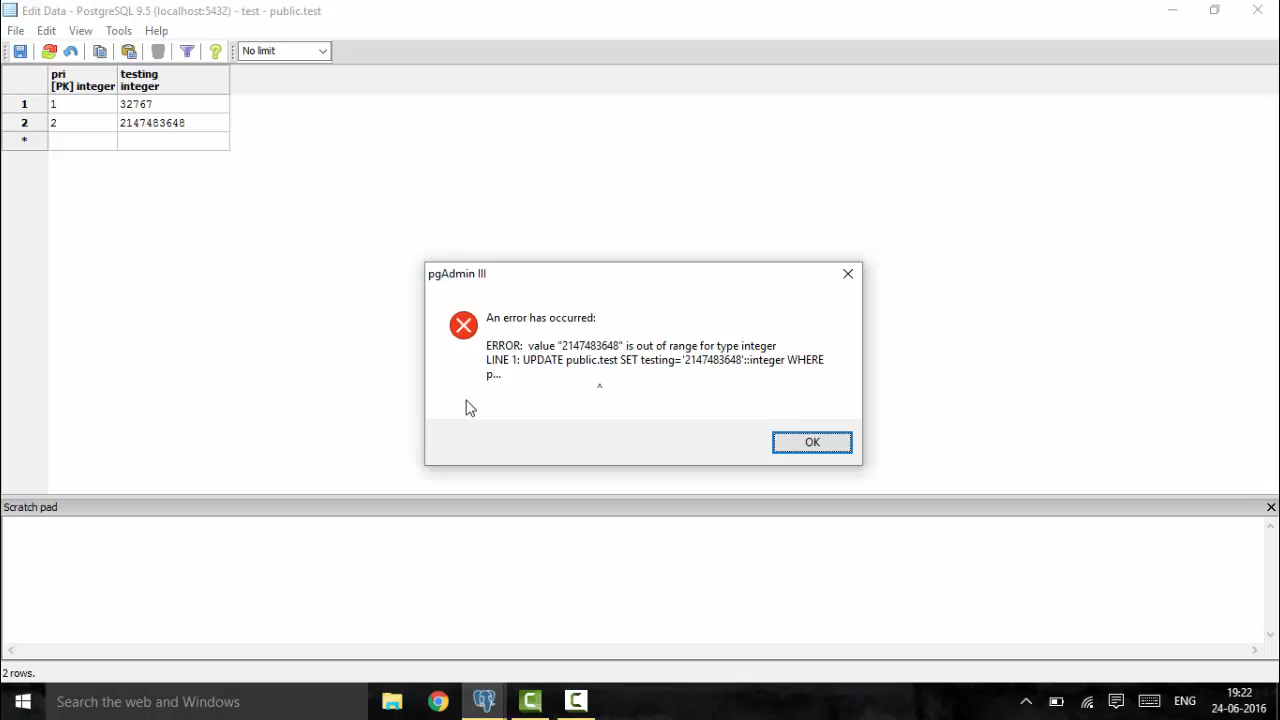 Edit Data - PostgreSQL 9.5 (localhost:5432) - test - public.test
File Edit View Tools Help
No limit
pri testing
[PK] integer integer
1 1 32767
2 2 2147483648
*
pgAdmin III
An error has occurred:
ERROR:  value "2147483648" is out of range for type integer
LINE 1: UPDATE public.test SET testing='2147483648'::integer WHERE
p...
^
OK
Scratch pad
2 rows.
Search the web and Windows
ENG
19:22
24-06-2016